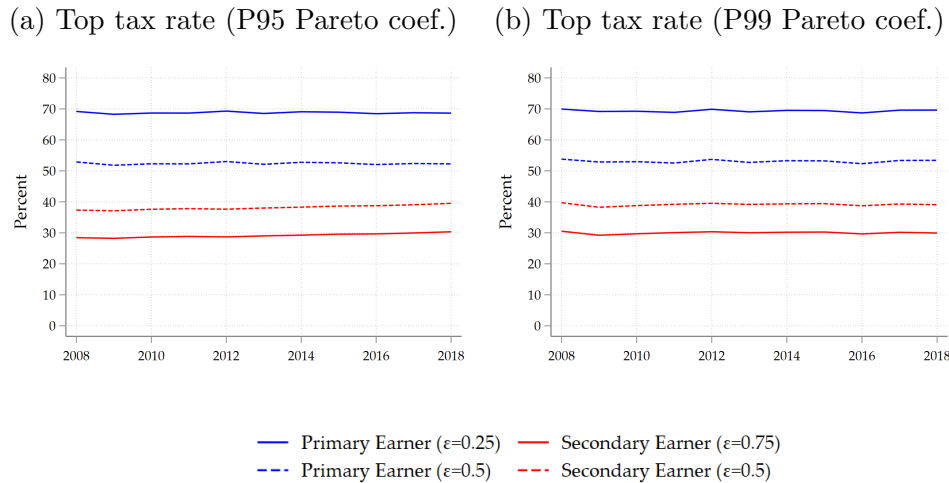 (a) Top tax rate (P95 Pareto coef.)
(b) Top tax rate (P99 Pareto coef.)
Percent
80
70
60
50
40
30
20
10
0
2008 2010 2012 2014 2016 2018
Percent
80
70
60
50
40
30
20
10
0
2008 2010 2012 2014 2016 2018
Primary Earner (ε=0.25) Secondary Earner (ε=0.75)
Primary Earner (ε=0.5) Secondary Earner (ε=0.5)